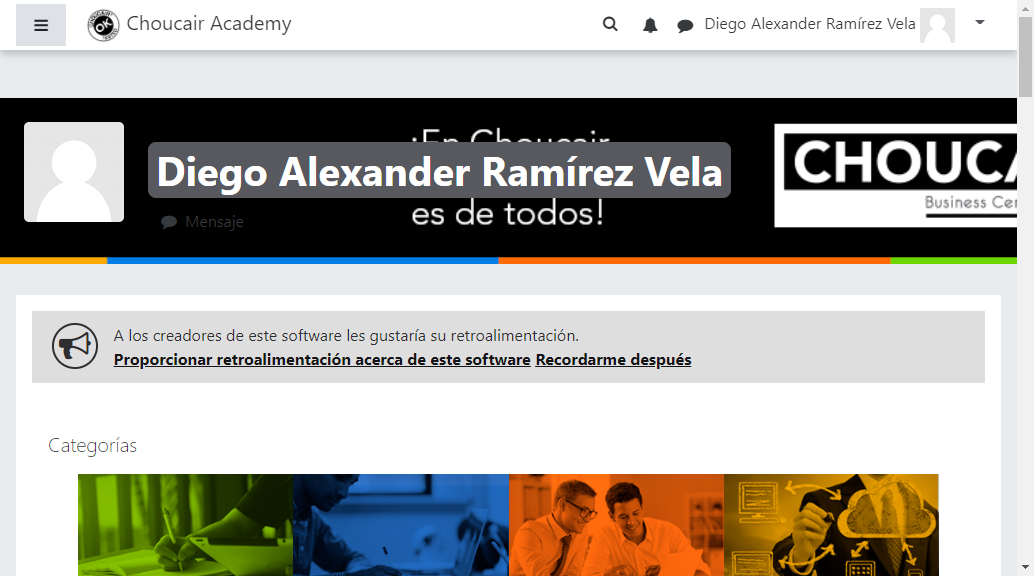 Choucair Academy
Diego Alexander Ramírez Vela
¡En Choucair
Diego Alexander Ramírez Vela
es de todos!
Mensaje
CHOUCA
Business Cen
A los creadores de este software les gustaría su retroalimentación.
Proporcionar retroalimentación acerca de este software Recordarme después
Categorías